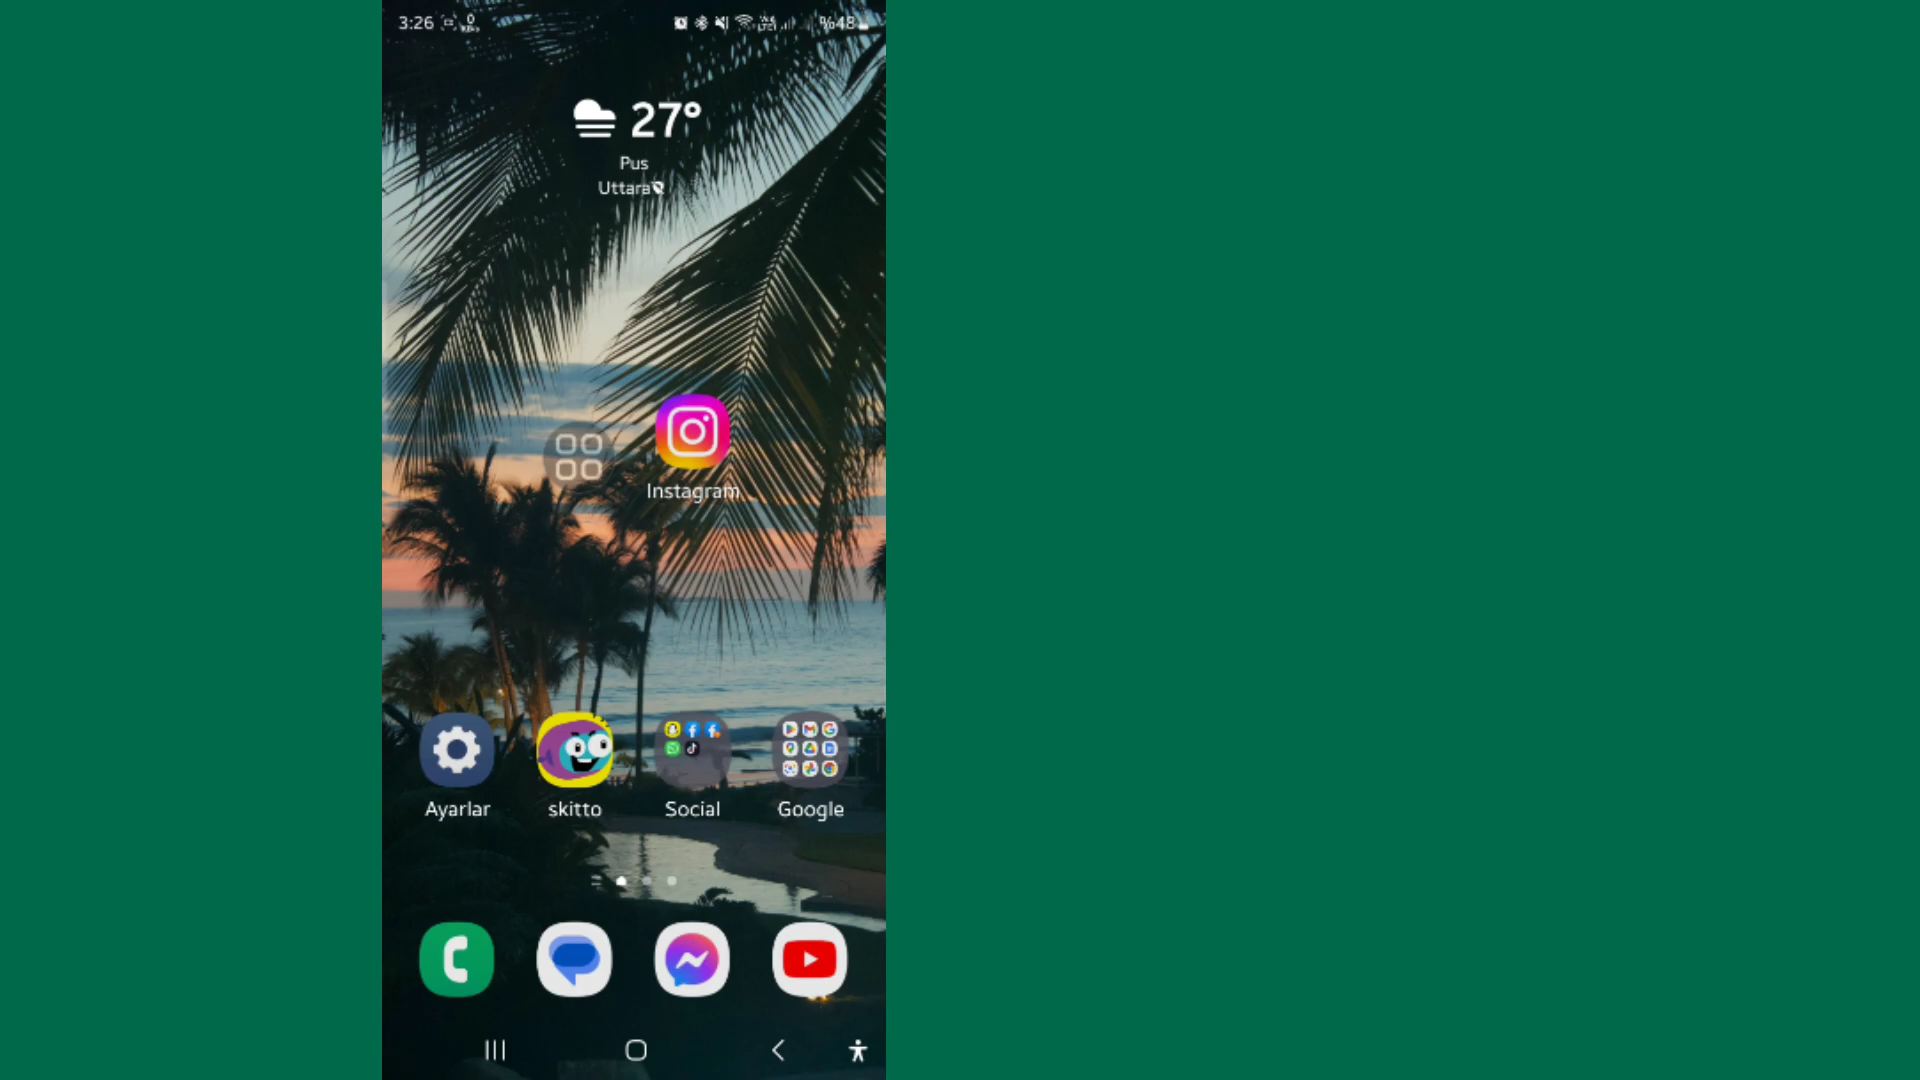 3:26
%48
27°
Pus
Uttara
Instagram
Ayarlar
skitto
Social
Google